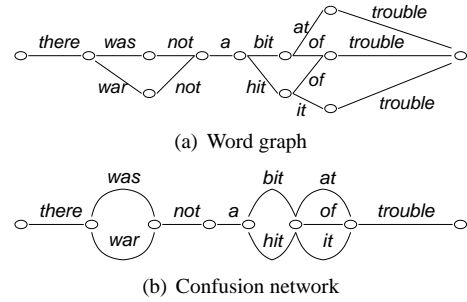 there was not a bit at of trouble trouble
war not hit of it trouble
(a) Word graph
there was not a bit at of trouble
war hit it
(b) Confusion network